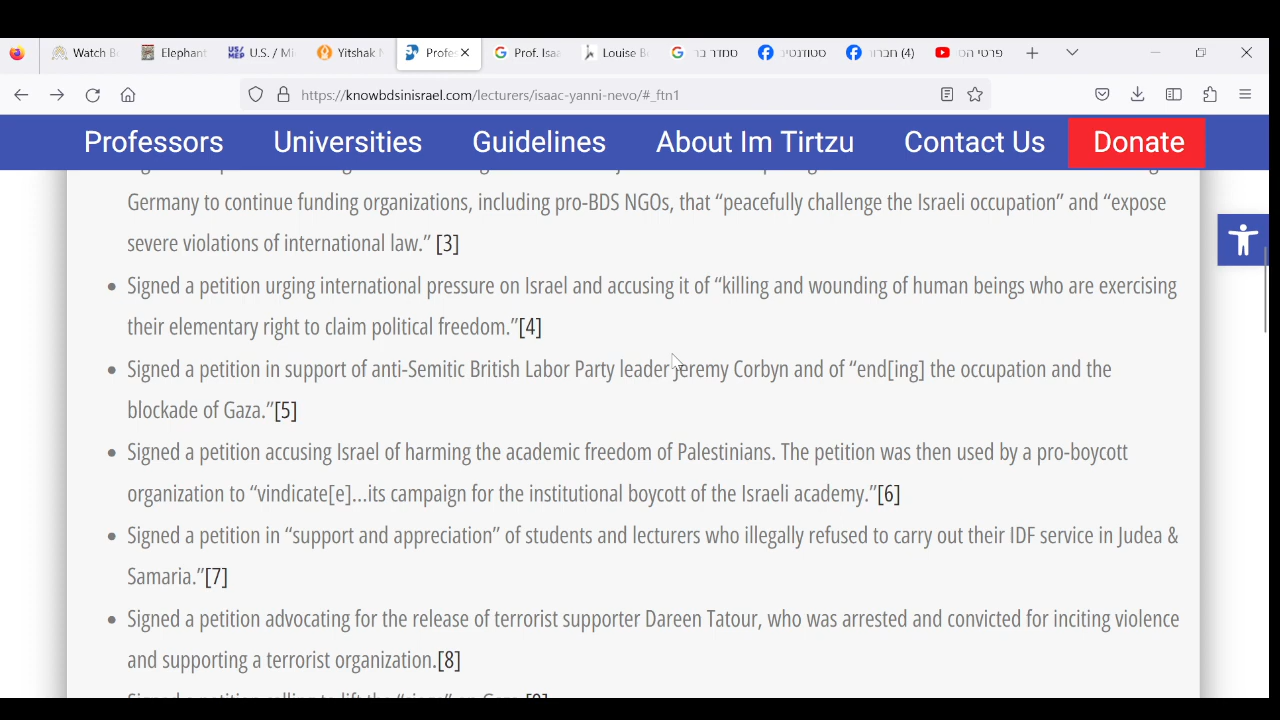 Watch B
Elephant
U.S. / Mi
Yitshak N
Profe
Prof. Isa
Louise B
סמדר בר
סטודנטי
(4) חברו
פרטי הס
https://knowbdsinisrael.com/lecturers/isaac-yanni-nevo/#_ftn1
Professors Universities Guidelines About Im Tirtzu Contact Us Donate
Germany to continue funding organizations, including pro-BDS NGOs, that “peacefully challenge the Israeli occupation” and “expose
severe violations of international law.” [3]
Signed a petition urging international pressure on Israel and accusing it of “killing and wounding of human beings who are exercising
their elementary right to claim political freedom.”[4]
Signed a petition in support of anti-Semitic British Labor Party leader Jeremy Corbyn and of “end[ing] the occupation and the
blockade of Gaza.”[5]
Signed a petition accusing Israel of harming the academic freedom of Palestinians. The petition was then used by a pro-boycott
organization to “vindicate[e]...its campaign for the institutional boycott of the Israeli academy.”[6]
Signed a petition in “support and appreciation” of students and lecturers who illegally refused to carry out their IDF service in Judea &
Samaria.”[7]
Signed a petition advocating for the release of terrorist supporter Dareen Tatour, who was arrested and convicted for inciting violence
and supporting a terrorist organization.[8]